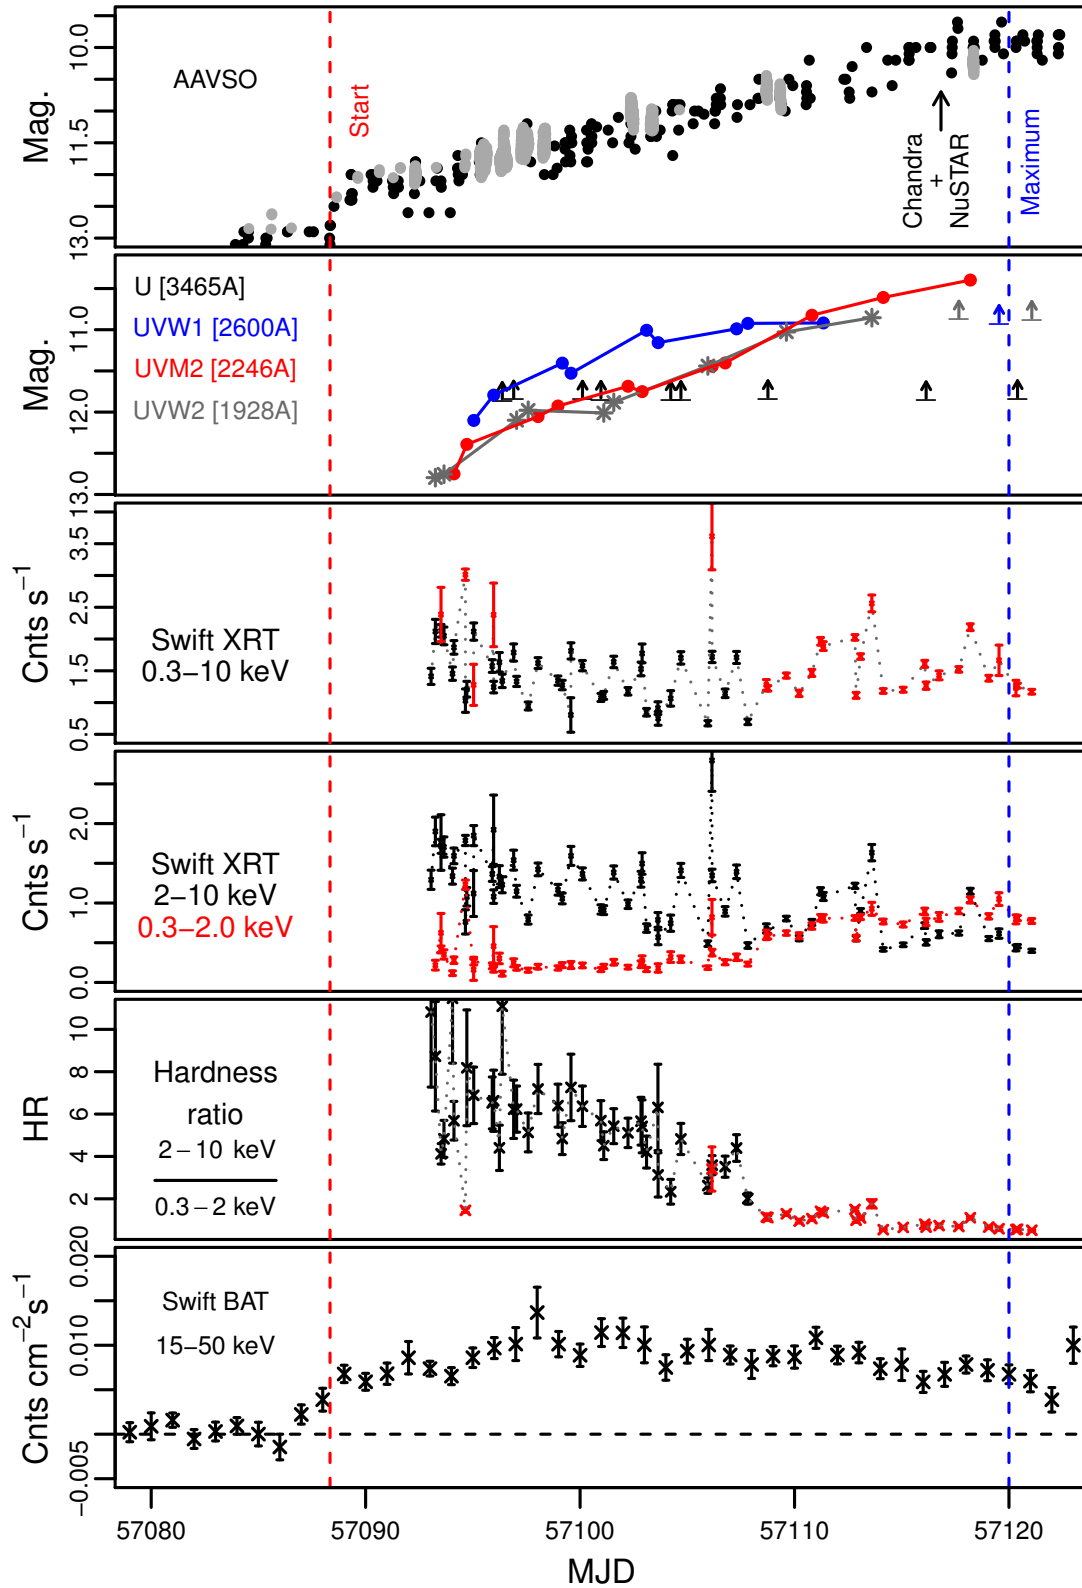 AAVSO
Start
Chandra
+
NuSTAR
Maximum
Mag.
10.0
11.5
13.0
U [3465A]
UVW1 [2600A]
UVM2 [2246A]
UVW2 [1928A]
Mag.
11.0
12.0
13.0
Swift XRT
0.3−10 keV
Cnts s−1
3.5
2.5
1.5
0.5
Swift XRT
2−10 keV
0.3−2.0 keV
Cnts s−1
2.0
1.0
0.0
Hardness
ratio
2−10 keV
0.3−2 keV
HR
10
8
6
4
2
0
Swift BAT
15−50 keV
Cnts cm−2s−1
0.020
0.010
−0.005
57080
57090
57100
57110
57120
MJD